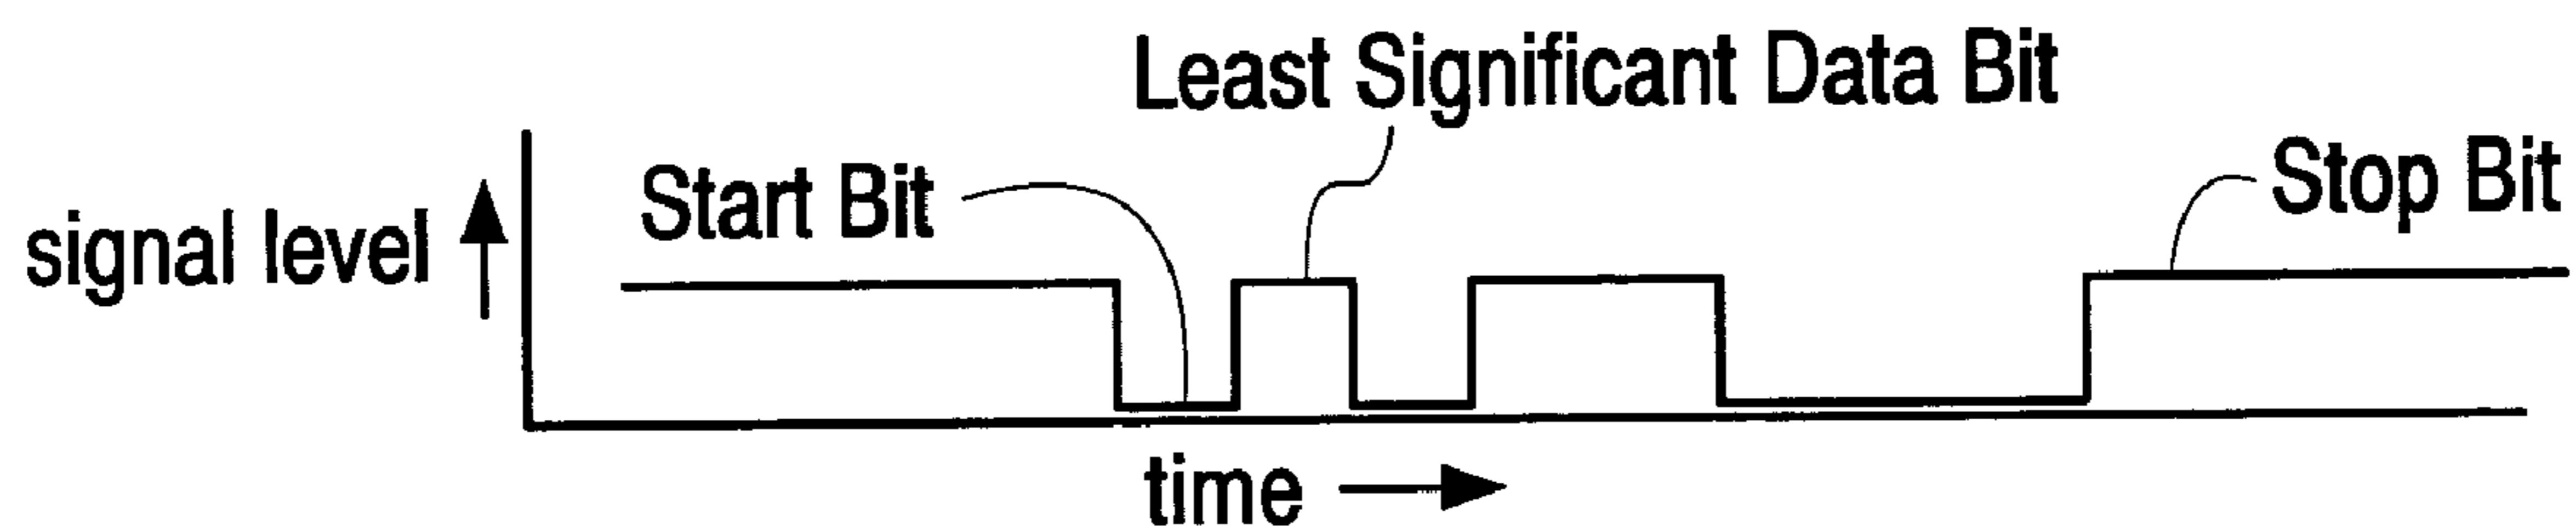 Least Significant Data Bit
Start Bit
Stop Bit
signal level
time